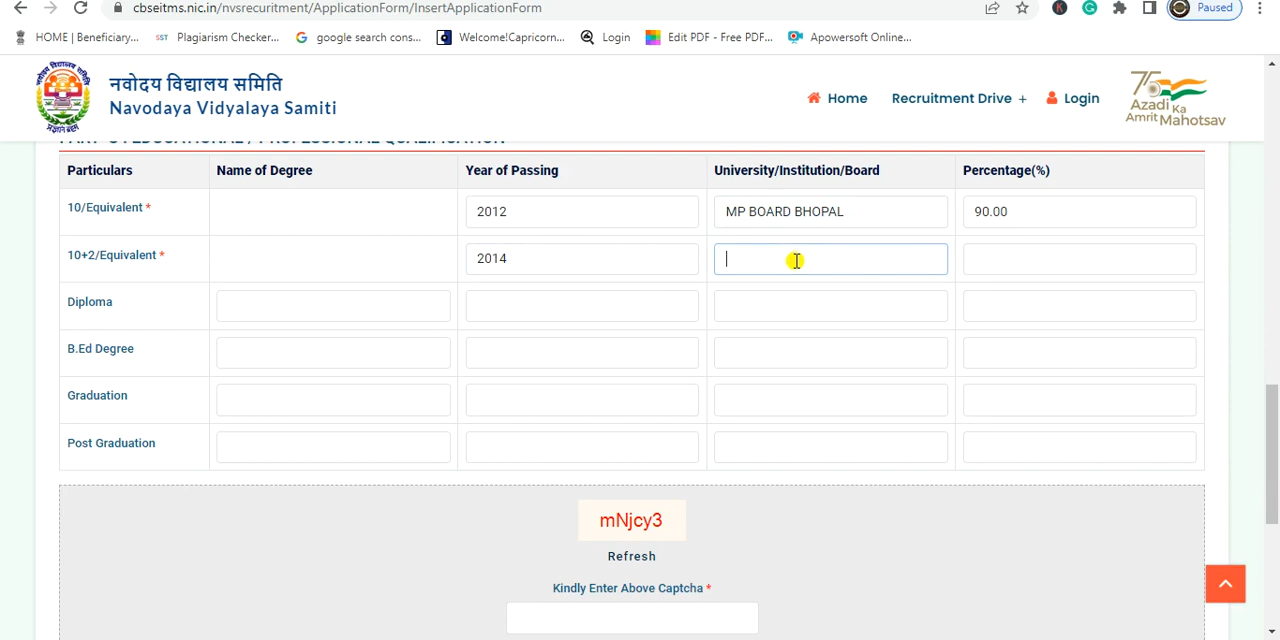 cbseitms.nic.in/nvsrecuritment/ApplicationForm/InsertApplicationForm
K
G
Paused
HOME | Beneficiary...
SST Plagiarism Checker...
G google search cons...
Welcome!Capricorn...
Login
Edit PDF - Free PDF...
Apowersoft Online...
नवोदय विद्यालय समिति
Navodaya Vidyalaya Samiti
Home
Recruitment Drive +
Login
75
Azadi Ka
Amrit Mahotsav
Particulars Name of Degree Year of Passing University/Institution/Board Percentage(%)
10/Equivalent * 2012 MP BOARD BHOPAL 90.00
10+2/Equivalent * 2014
Diploma
B.Ed Degree
Graduation
Post Graduation
mNjcy3
Refresh
Kindly Enter Above Captcha *